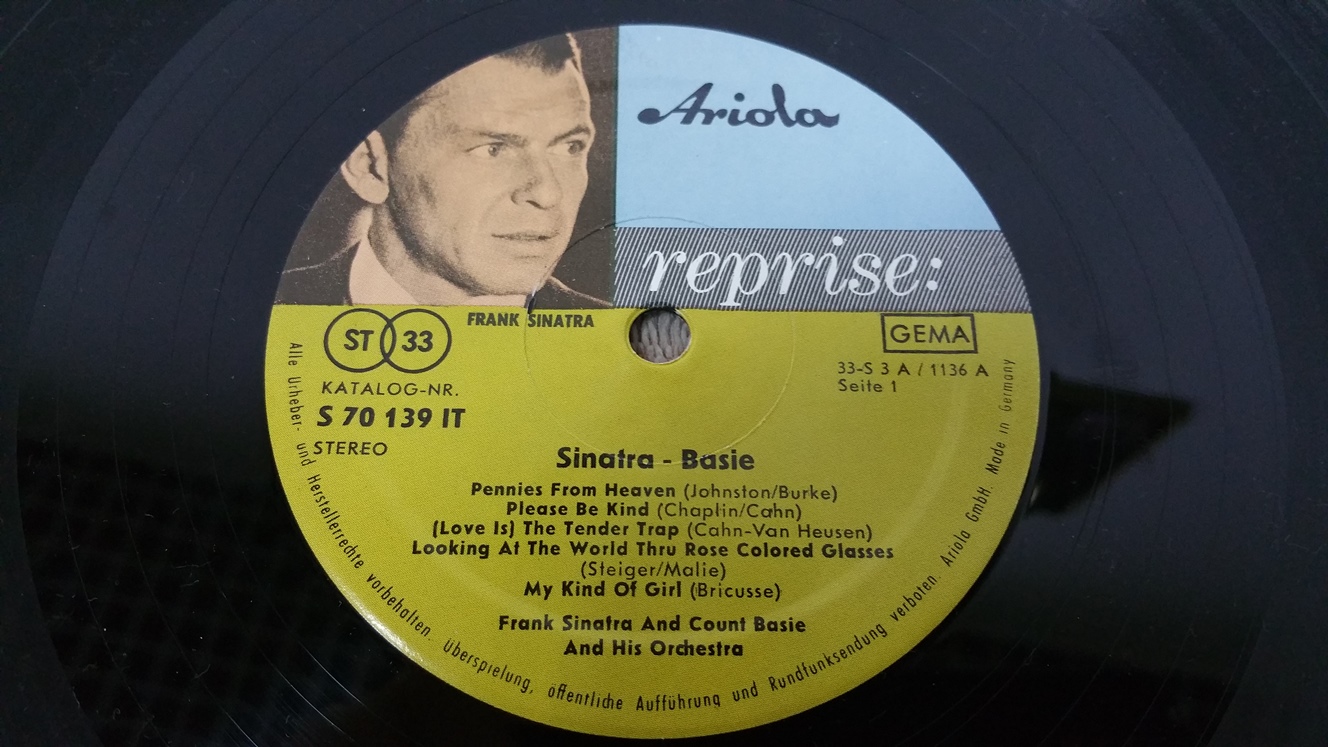 Ariola
reprise:
FRANK SINATRA
ST 33
GEMA
KATALOG-NR.
S 70 139 IT
STEREO
33-S 3 A / 1136 A
Seite 1
Sinatra - Basie
Pennies From Heaven (Johnston/Burke)
Please Be Kind (Chaplin/Cahn)
(Love Is) The Tender Trap (Cahn-Van Heusen)
Looking At The World Thru Rose Colored Glasses
(Steiger/Malie)
My Kind Of Girl (Bricusse)
Frank Sinatra And Count Basie
And His Orchestra
Alle Urheber- und Herstellerrechte vorbehalten. Überspielung, öffentliche Aufführung und Rundfunksendung verboten. Ariola GmbH. Made in Germany